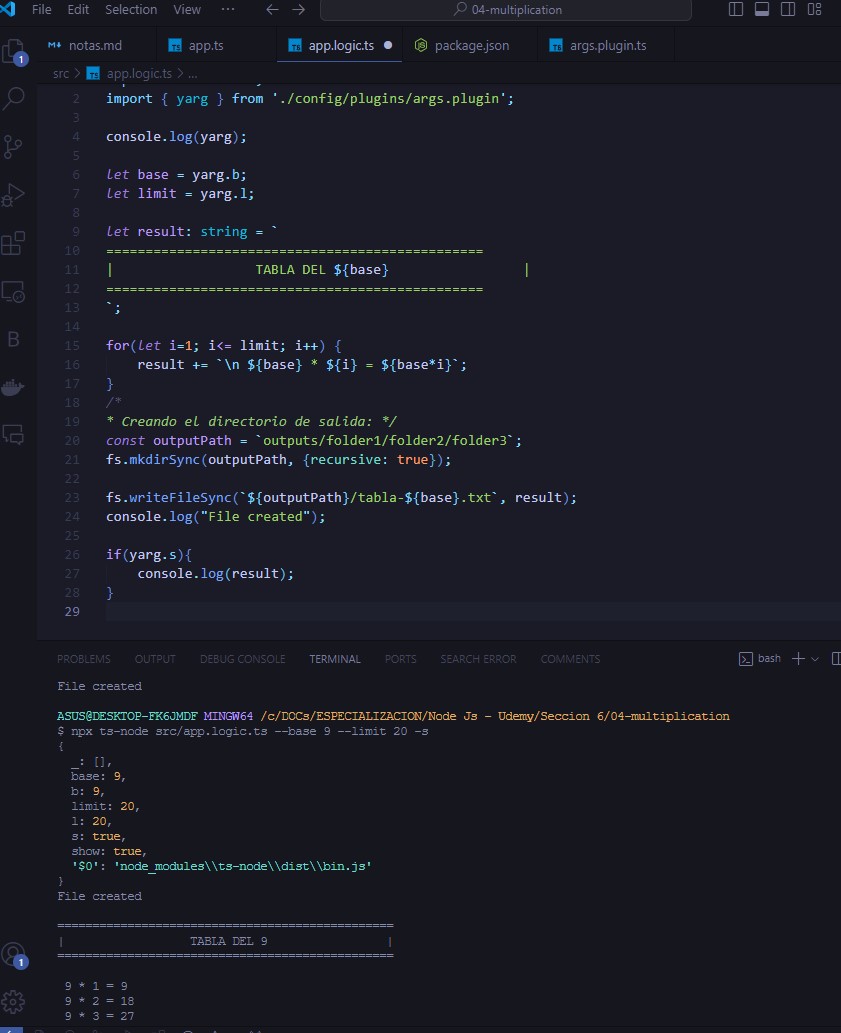 File Edit Selection View ··· ← → 04-multiplication
notas.md app.ts app.logic.ts ● package.json args.plugin.ts
src > app.logic.ts > ...
2 import { yarg } from './config/plugins/args.plugin';
3
4 console.log(yarg);
5
6 let base = yarg.b;
7 let limit = yarg.l;
8
9 let result: string = `
10 ================================================
11 | TABLA DEL ${base} |
12 ================================================
13 `;
14
15 for(let i=1; i<= limit; i++) {
16 result += `\n ${base} * ${i} = ${base*i}`;
17 }
18 /*
19 * Creando el directorio de salida: */
20 const outputPath = `outputs/folder1/folder2/folder3`;
21 fs.mkdirSync(outputPath, {recursive: true});
22
23 fs.writeFileSync(`${outputPath}/tabla-${base}.txt`, result);
24 console.log("File created");
25
26 if(yarg.s){
27 console.log(result);
28 }
29
PROBLEMS OUTPUT DEBUG CONSOLE TERMINAL PORTS SEARCH ERROR COMMENTS bash
File created
ASUS@DESKTOP-FK6JMDF MINGW64 /c/DOCs/ESPECIALIZACION/Node Js - Udemy/Seccion 6/04-multiplication
$ npx ts-node src/app.logic.ts --base 9 --limit 20 -s
{
_: [],
base: 9,
b: 9,
limit: 20,
l: 20,
s: true,
show: true,
'$0': 'node_modules\\ts-node\\dist\\bin.js'
}
File created
================================================
| TABLA DEL 9 |
================================================
9 * 1 = 9
9 * 2 = 18
9 * 3 = 27